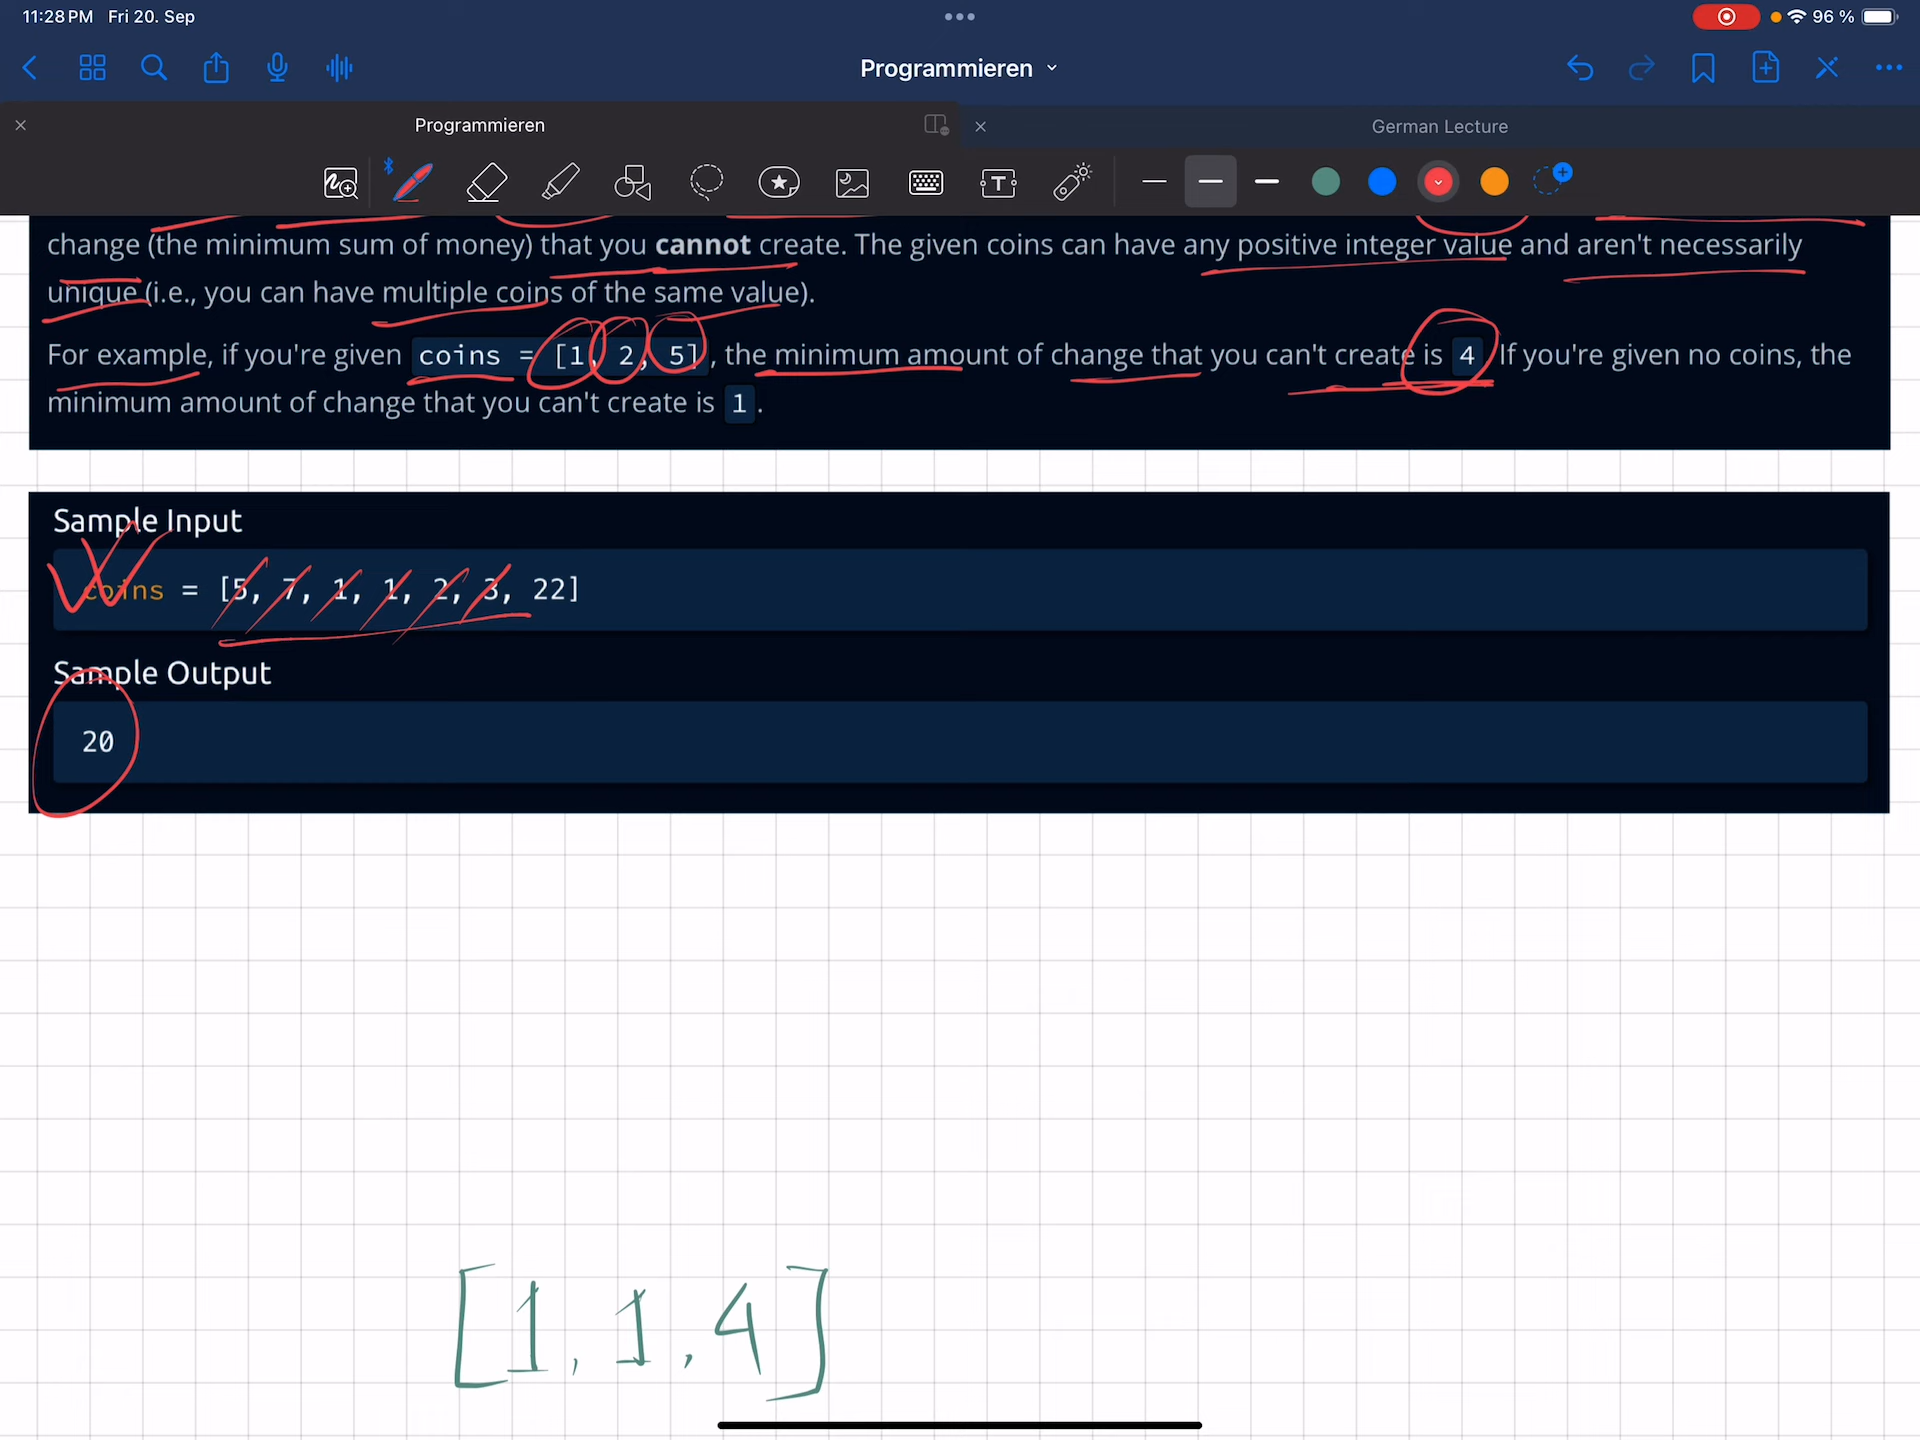 11:28 PM Fri 20. Sep
96 %
Programmieren
Programmieren
German Lecture
T
change (the minimum sum of money) that you cannot create. The given coins can have any positive integer value and aren't necessarily
unique (i.e., you can have multiple coins of the same value).
For example, if you're given coins = [1, 2, 5], the minimum amount of change that you can't create is 4 If you're given no coins, the
minimum amount of change that you can't create is 1.
Sample Input
coins = [5, 7, 1, 1, 2, 3, 22]
Sample Output
20
[1, 1, 4]